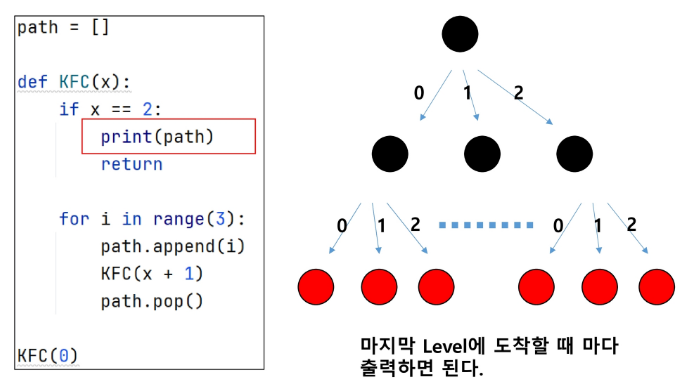 path = []
def KFC(x):
if x == 2:
print(path)
return
for i in range(3):
path.append(i)
KFC(x + 1)
path.pop()
KFC(0)
0 1 2
0 1 2 0 1 2
마지막 Level에 도착할 때 마다
출력하면 된다.